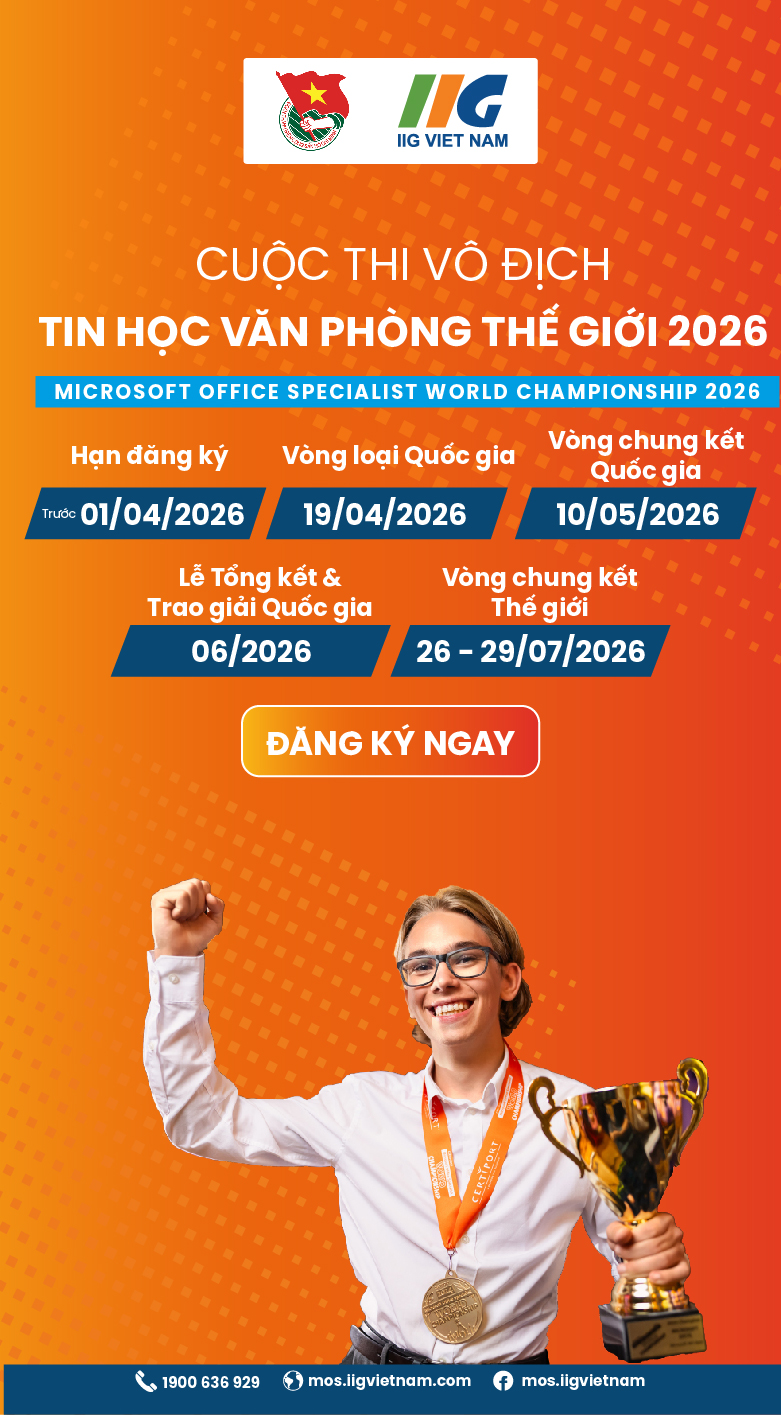 IIG VIET NAM
CUỘC THI VÔ ĐỊCH
TIN HỌC VĂN PHÒNG THẾ GIỚI 2026
MICROSOFT OFFICE SPECIALIST WORLD CHAMPIONSHIP 2026
Hạn đăng ký
Trước 01/04/2026
Vòng loại Quốc gia
19/04/2026
Vòng chung kết
Quốc gia
10/05/2026
Lễ Tổng kết &
Trao giải Quốc gia
06/2026
Vòng chung kết
Thế giới
26 - 29/07/2026
ĐĂNG KÝ NGAY
CERTIPORT
1900 636 929
mos.iigvietnam.com
mos.iigvietnam